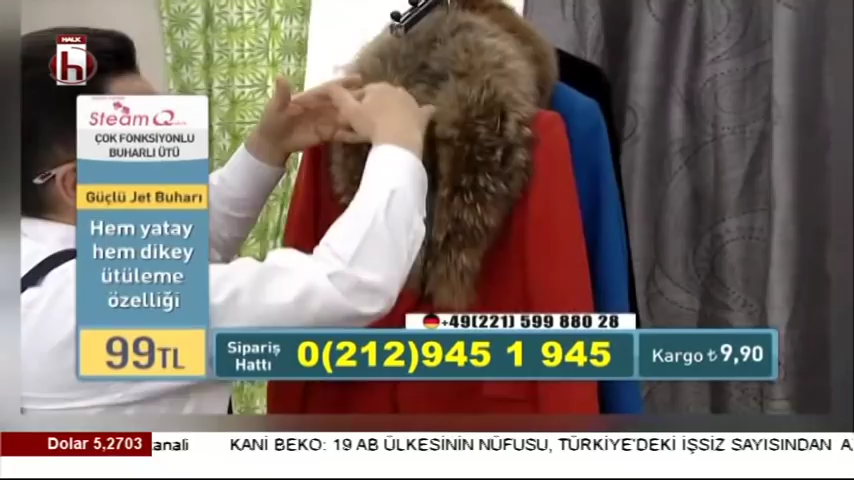 HALK
h
SteamQ
ÇOK FONKSİYONLU
BUHARLI ÜTÜ
Güçlü Jet Buharı
Hem yatay
hem dikey
ütüleme
özelliği
99TL
+49(221) 599 880 28
Sipariş
Hattı
0(212)945 1 945
Kargo ₺9,90
Dolar 5,2703
anali KANİ BEKO: 19 AB ÜLKESİNİN NÜFUSU, TÜRKİYE'DEKİ İŞSİZ SAYISINDAN A